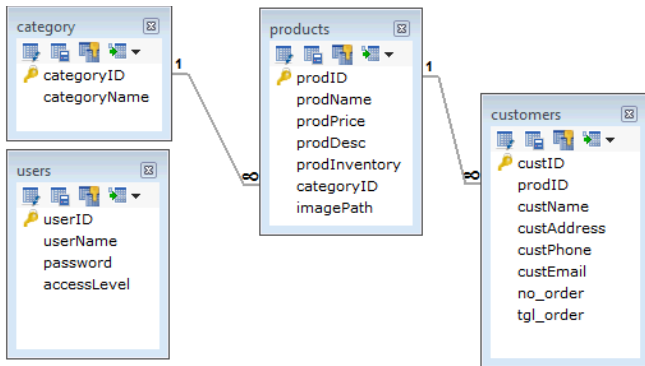 category
categoryID
categoryName
users
userID
userName
password
accessLevel
1
∞
products
prodID
prodName
prodPrice
prodDesc
prodInventory
categoryID
imagePath
1
∞
customers
custID
prodID
custName
custAddress
custPhone
custEmail
no_order
tgl_order